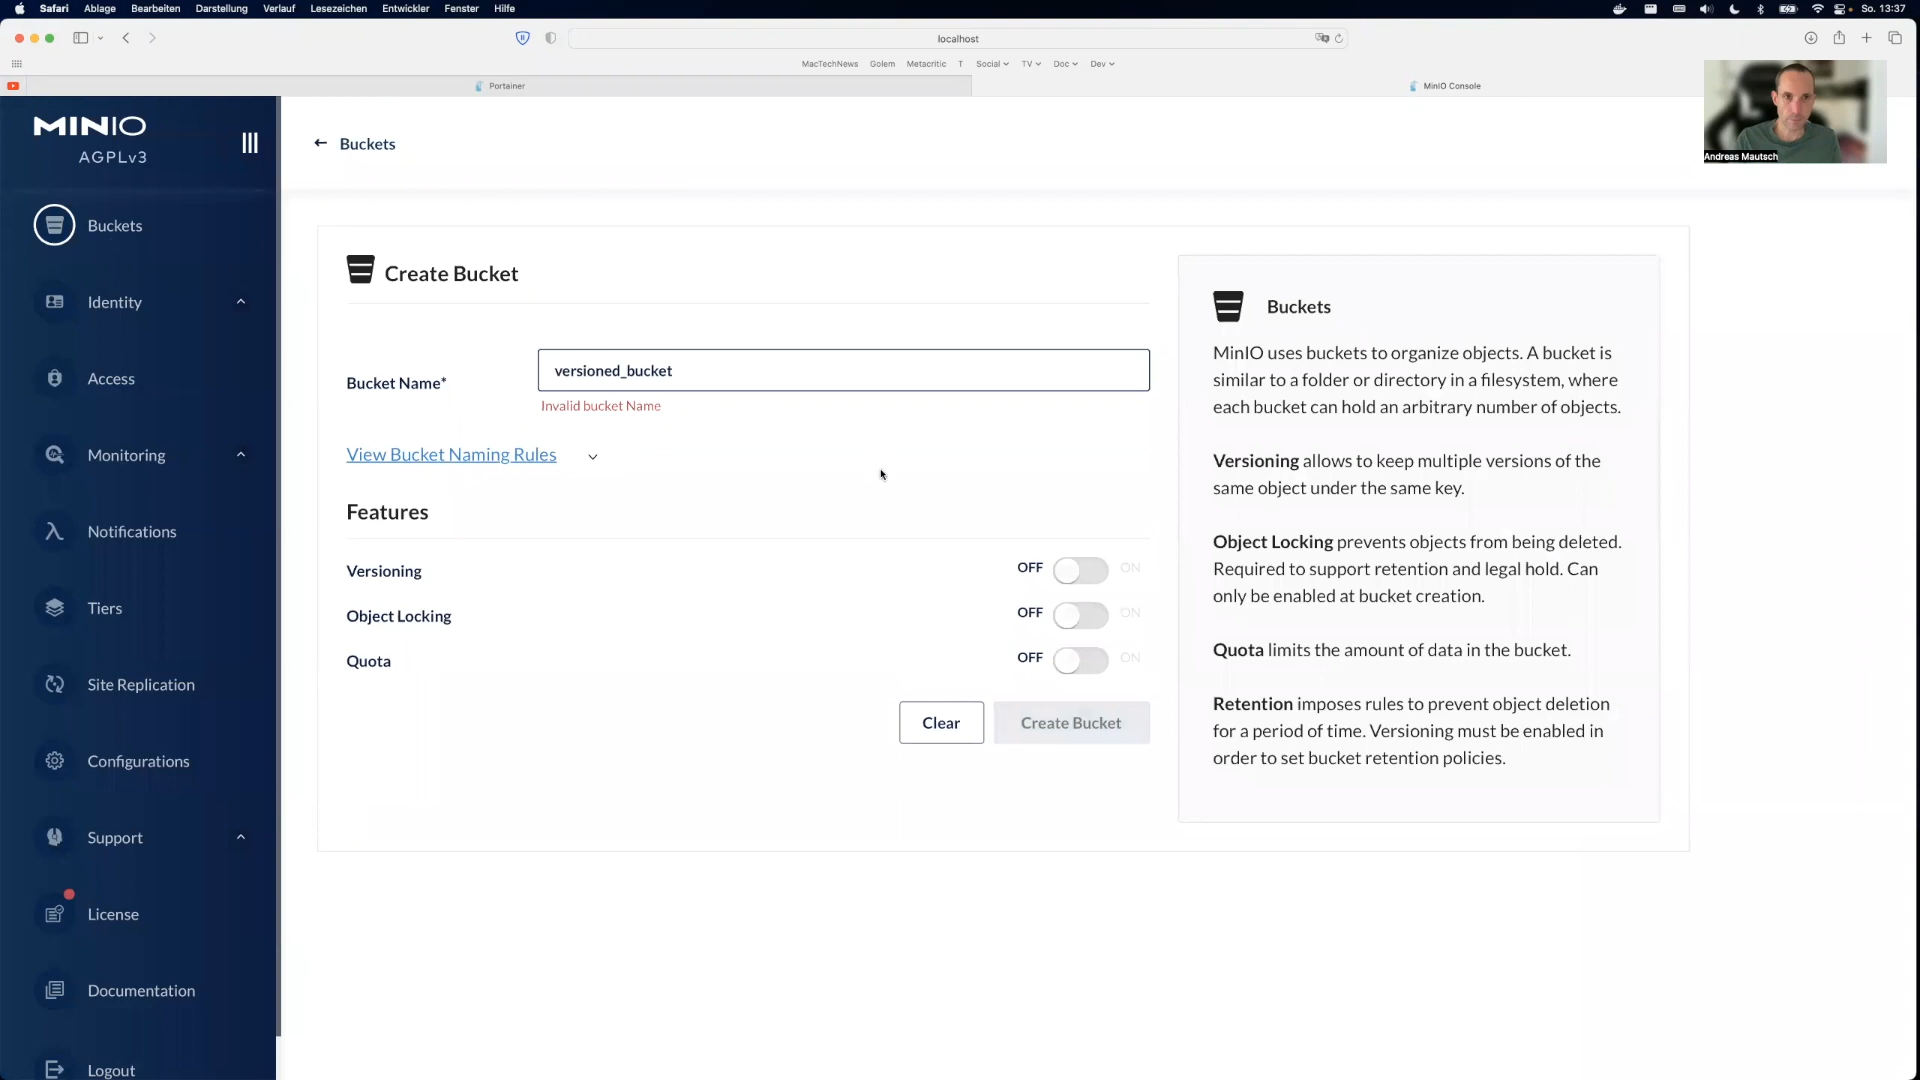 Safari Ablage Bearbeiten Darstellung Verlauf Lesezeichen Entwickler Fenster Hilfe So. 13:37
localhost
MacTechNews Golem Metacritic T Social TV Doc Dev
Portainer MinIO Console
MINIO
AGPLv3
Buckets
Identity
Access
Monitoring
Notifications
Tiers
Site Replication
Configurations
Support
License
Documentation
Logout
← Buckets
Andreas Mautsch
Create Bucket
Bucket Name*
versioned_bucket
Invalid bucket Name
View Bucket Naming Rules
Features
Versioning OFF ON
Object Locking OFF ON
Quota OFF ON
Clear Create Bucket
Buckets
MinIO uses buckets to organize objects. A bucket is
similar to a folder or directory in a filesystem, where
each bucket can hold an arbitrary number of objects.
Versioning allows to keep multiple versions of the
same object under the same key.
Object Locking prevents objects from being deleted.
Required to support retention and legal hold. Can
only be enabled at bucket creation.
Quota limits the amount of data in the bucket.
Retention imposes rules to prevent object deletion
for a period of time. Versioning must be enabled in
order to set bucket retention policies.